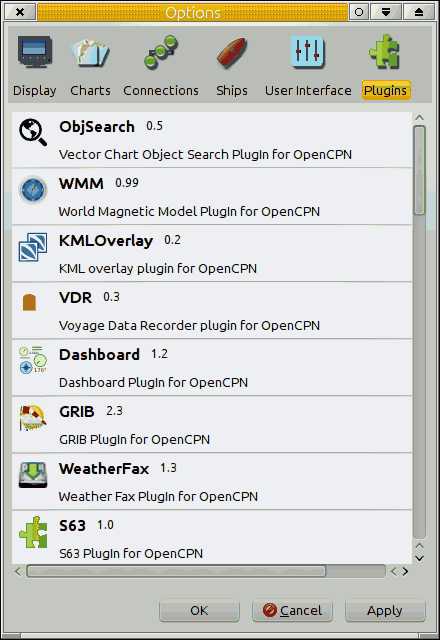 Options
Display Charts Connections Ships User Interface Plugins
ObjSearch 0.5
Vector Chart Object Search PlugIn for OpenCPN
WMM 0.99
World Magnetic Model PlugIn for OpenCPN
KMLOverlay 0.2
KML overlay plugin for OpenCPN
VDR 0.3
Voyage Data Recorder plugin for OpenCPN
Dashboard 1.2
Dashboard PlugIn for OpenCPN
GRIB 2.3
GRIB PlugIn for OpenCPN
WeatherFax 1.3
Weather Fax PlugIn for OpenCPN
S63 1.0
S63 PlugIn for OpenCPN
OK Cancel Apply